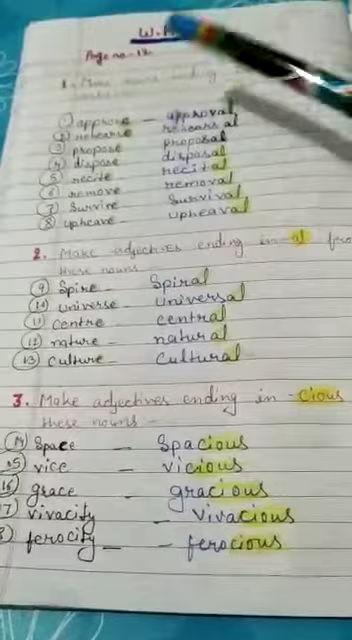 W.
Page no-17-
1. Make nouns ending
① approve — approval
② rehearse rehearsal
③ propose proposal
④ dispose disposal
⑤ recite - recital
⑥ remove removal
⑦ Survive Survival
⑧ upheave- upheaval
2. Make adjectives ending in-al from
these nouns
⑨ Spire- Spiral
⑩ universe- universal
⑪ centre- central
⑫ nature- natural
⑬ culture- cultural
3. Make adjectives ending in -cious
these nouns-
⑭ Space — Spacious
15 vice – vicious
16 grace - gracious
7 vivacity – vivacious
8 ferocity — – ferocious